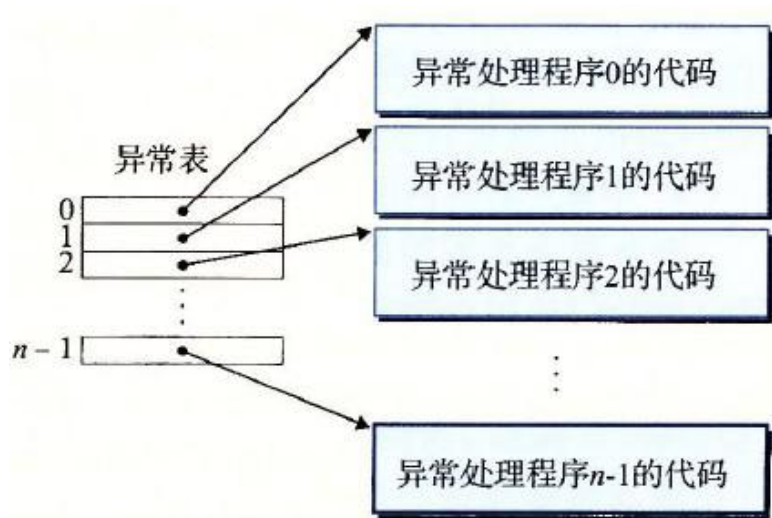 异常处理程序0的代码
异常表
异常处理程序1的代码
0
1
2
异常处理程序2的代码
n – 1
异常处理程序n-1的代码